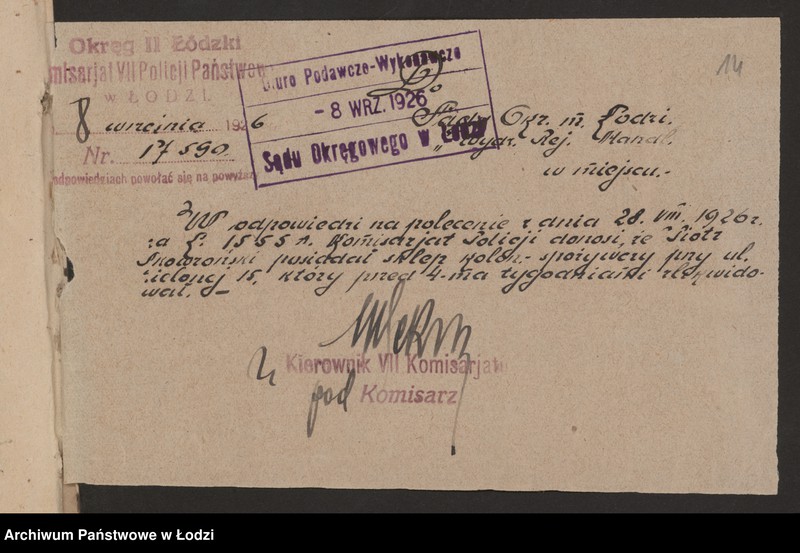 Okręg II Łódzki
misarjat VII Policji Państwow
w ŁODZI.
8 września 1926
Nr. 17590
odpowiedziach powołać się na powyższ
Biuro Podawczo-Wykonawcze
- 8 WRZ. 1926
Sądu Okręgowego w Łodzi
14
Do
Sądu Okr. m. Łodzi.
Wydz. Rej. Handl.
w miejscu.-
W odpowiedzi na polecenie z dnia 28. VIII. 1926 r.
za L. 1555 Komisarjat Policji donosi, że Piotr
Skowroński posiadał sklep kolon.- spożywczy przy ul.
Zielonej 15, który przed 4-ma tygodniami zlikwido-
wał. -
Kierownik VII Komisarjatu
pod Komisarz
Archiwum Państwowe w Łodzi